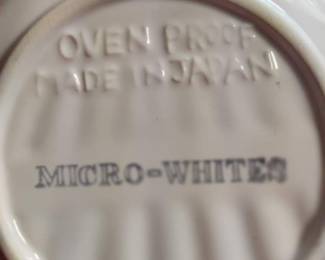 OVEN PROOF
MADE IN JAPAN
MICRO-WHITES